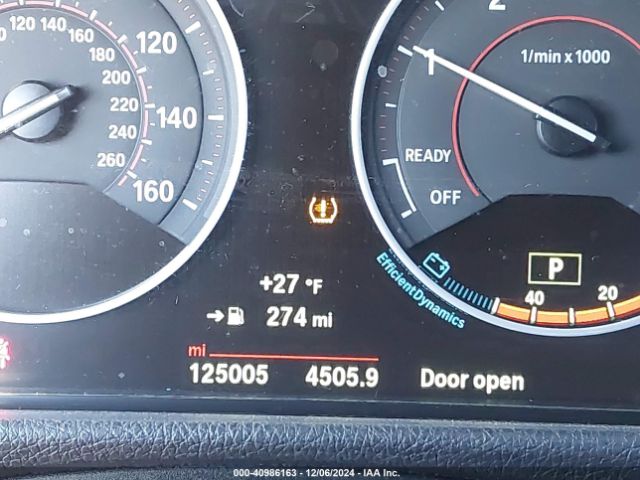 120 140
160
180
200
220
240
260
120
140
160
2
1
1/min x 1000
READY
OFF
P
EfficientDynamics
40 20
+27 °F
274 mi
mi
125005 4505.9
Door open
000-40986163 - 12/06/2024 - IAA Inc.